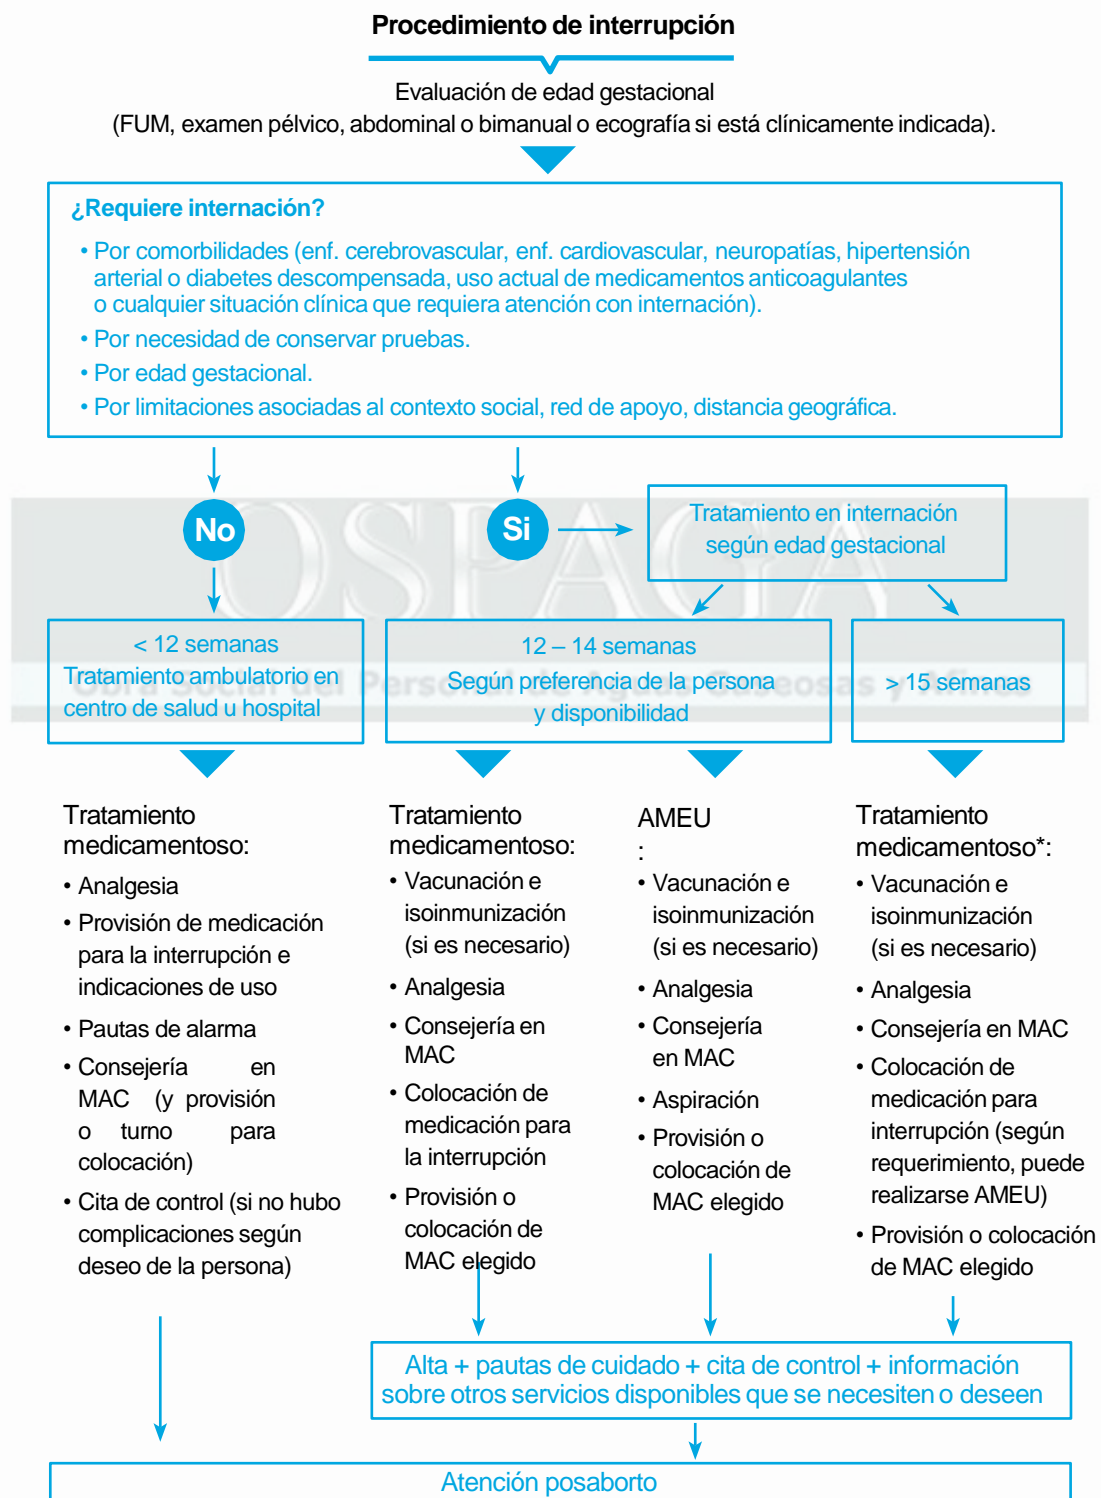 Procedimiento de interrupción
Evaluación de edad gestacional
(FUM, examen pélvico, abdominal o bimanual o ecografía si está clínicamente indicada).
¿Requiere internación?
• Por comorbilidades (enf. cerebrovascular, enf. cardiovascular, neuropatías, hipertensión
arterial o diabetes descompensada, uso actual de medicamentos anticoagulantes
o cualquier situación clínica que requiera atención con internación).
• Por necesidad de conservar pruebas.
• Por edad gestacional.
• Por limitaciones asociadas al contexto social, red de apoyo, distancia geográfica.
No
Si
Tratamiento en internación
según edad gestacional
OSPAGA
Obra Social del Personal de Aguas Gaseosas y Afines
< 12 semanas
Tratamiento ambulatorio en
centro de salud u hospital
12 – 14 semanas
Según preferencia de la persona
y disponibilidad
> 15 semanas
Tratamiento
medicamentoso:
• Analgesia
• Provisión de medicación
para la interrupción e
indicaciones de uso
• Pautas de alarma
• Consejería en
MAC (y provisión
o turno para
colocación)
• Cita de control (si no hubo
complicaciones según
deseo de la persona)
Tratamiento
medicamentoso:
• Vacunación e
isoinmunización
(si es necesario)
• Analgesia
• Consejería en
MAC
• Colocación de
medicación para
la interrupción
• Provisión o
colocación de
MAC elegido
AMEU
:
• Vacunación e
isoinmunización
(si es necesario)
• Analgesia
• Consejería
en MAC
• Aspiración
• Provisión o
colocación de
MAC elegido
Tratamiento
medicamentoso*:
• Vacunación e
isoinmunización
(si es necesario)
• Analgesia
• Consejería en MAC
• Colocación de
medicación para
interrupción (según
requerimiento, puede
realizarse AMEU)
• Provisión o colocación
de MAC elegido
Alta + pautas de cuidado + cita de control + información
sobre otros servicios disponibles que se necesiten o deseen
Atención posaborto